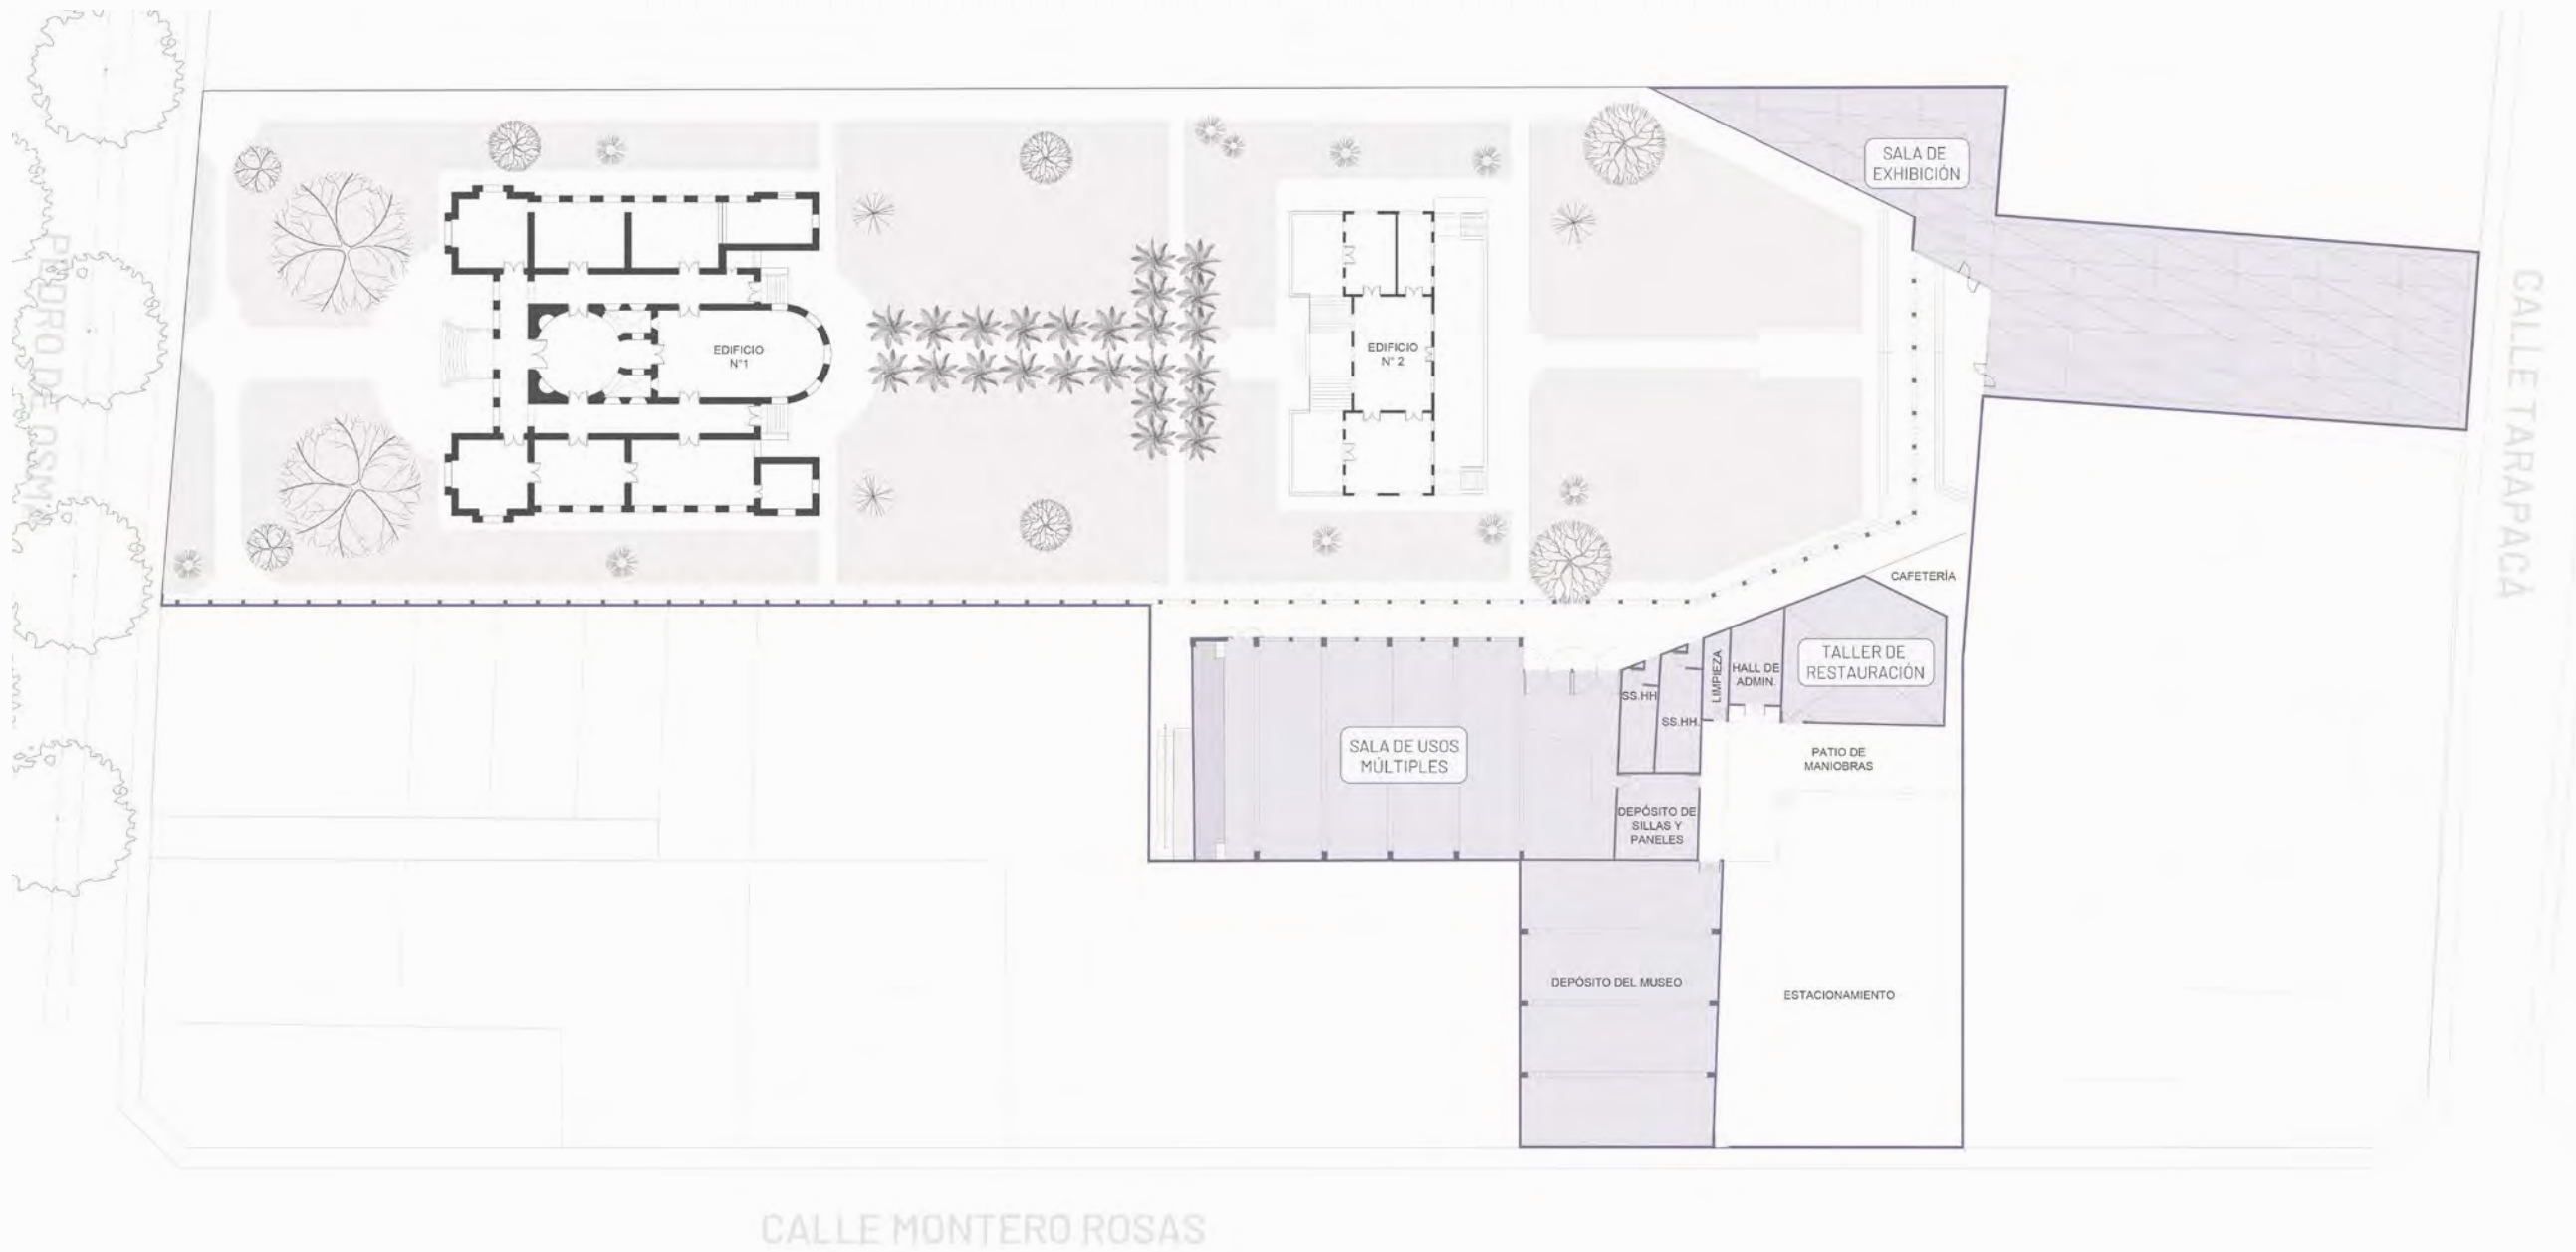 SALA DE
EXHIBICIÓN
PEDRO DE OSMA
CALLE TARAPACÁ
EDIFICIO
N°1
EDIFICIO
N° 2
CAFETERÍA
TALLER DE
RESTAURACIÓN
LIMPIEZA
HALL DE
ADMIN.
SS.HH
SS.HH.
SALA DE USOS
MÚLTIPLES
PATIO DE
MANIOBRAS
DEPÓSITO DE
SILLAS Y
PANELES
DEPÓSITO DEL MUSEO
ESTACIONAMIENTO
CALLE MONTERO ROSAS